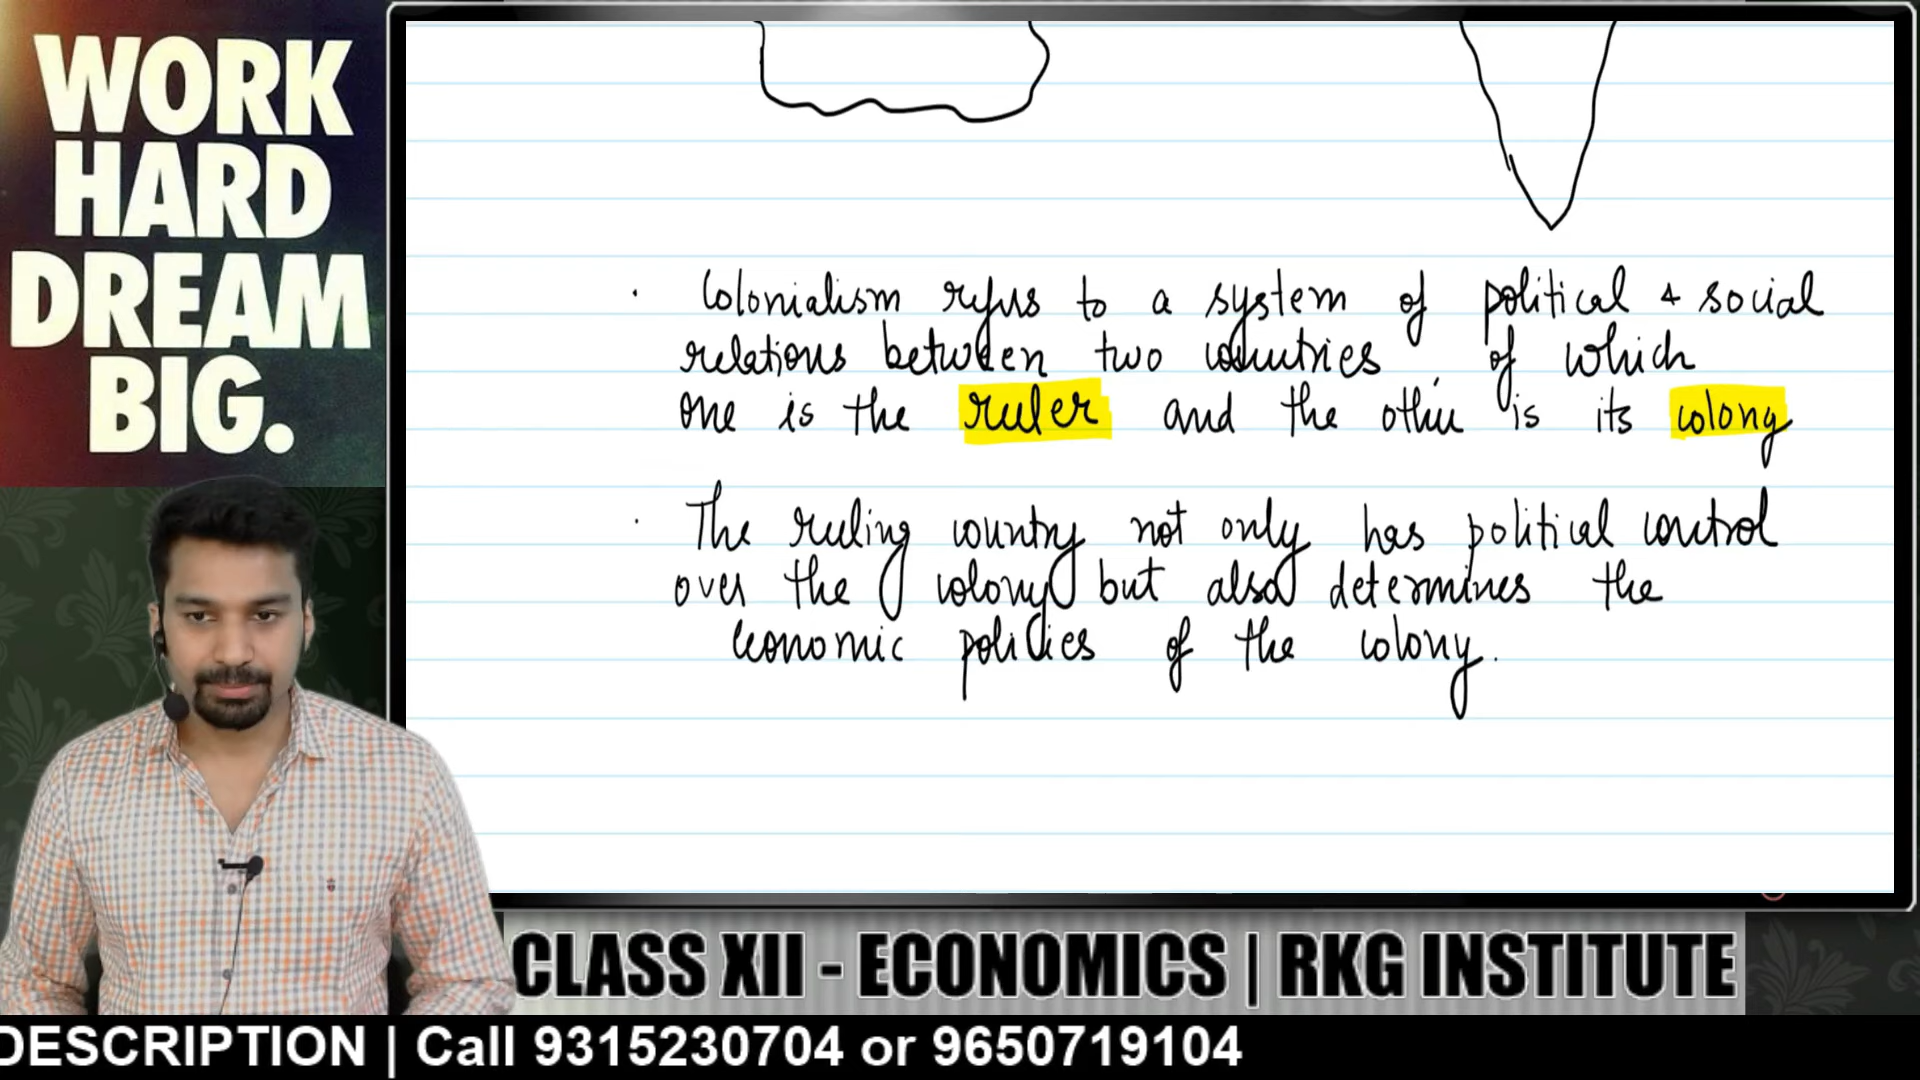 WORK
HARD
DREAM
BIG.
· Colonialism refers to a system of political & social
relations between two countries, of which
one is the ruler and the other is its colony
· The ruling country not only has political control
over the colony but also determines the
economic policies of the colony.
CLASS XII - ECONOMICS | RKG INSTITUTE
DESCRIPTION | Call 9315230704 or 9650719104